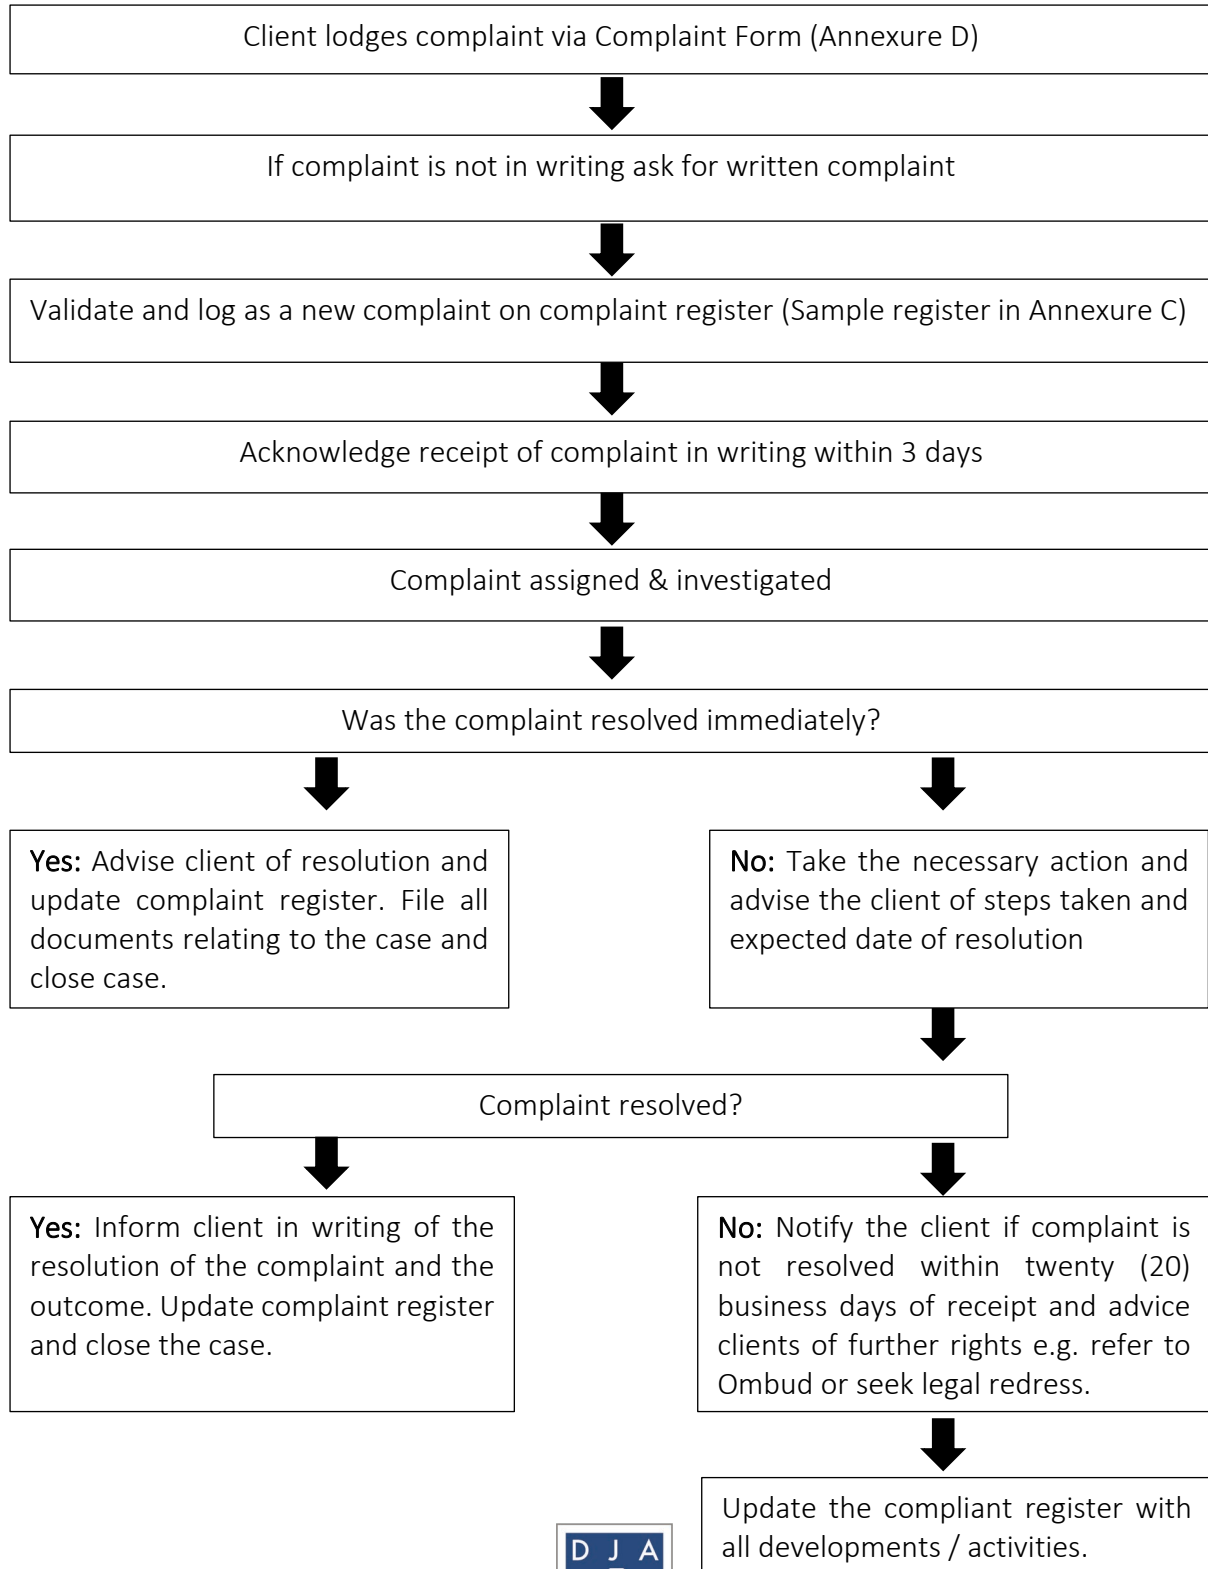 Client lodges complaint via Complaint Form (Annexure D)
If complaint is not in writing ask for written complaint
Validate and log as a new complaint on complaint register (Sample register in Annexure C)
Acknowledge receipt of complaint in writing within 3 days
Complaint assigned & investigated
Was the complaint resolved immediately?
Yes: Advise client of resolution and
update complaint register. File all
documents relating to the case and
close case.
No: Take the necessary action and
advise the client of steps taken and
expected date of resolution
Complaint resolved?
Yes: Inform client in writing of the
resolution of the complaint and the
outcome. Update complaint register
and close the case.
No: Notify the client if complaint is
not resolved within twenty (20)
business days of receipt and advice
clients of further rights e.g. refer to
Ombud or seek legal redress.
Update the compliant register with
all developments / activities.
D J A